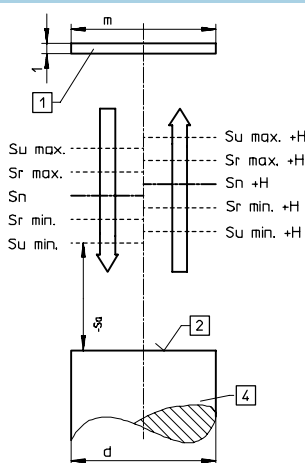 m
1
1
Su max.
Sr max.
Sn
Sr min.
Su min.
Su max. +H
Sr max. +H
Sn +H
Sr min. +H
Su min. +H
-Sa
2
4
d